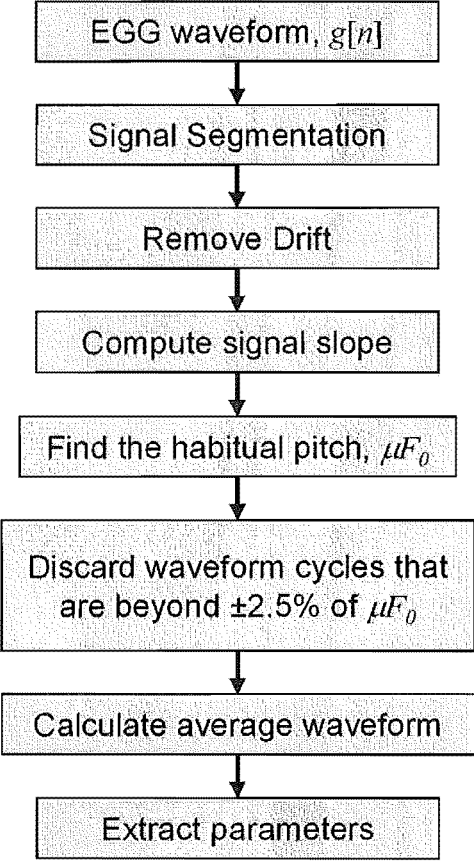 EGG waveform, g[n]
Signal Segmentation
Remove Drift
Compute signal slope
Find the habitual pitch, μF₀
Discard waveform cycles that
are beyond ±2.5% of μF₀
Calculate average waveform
Extract parameters